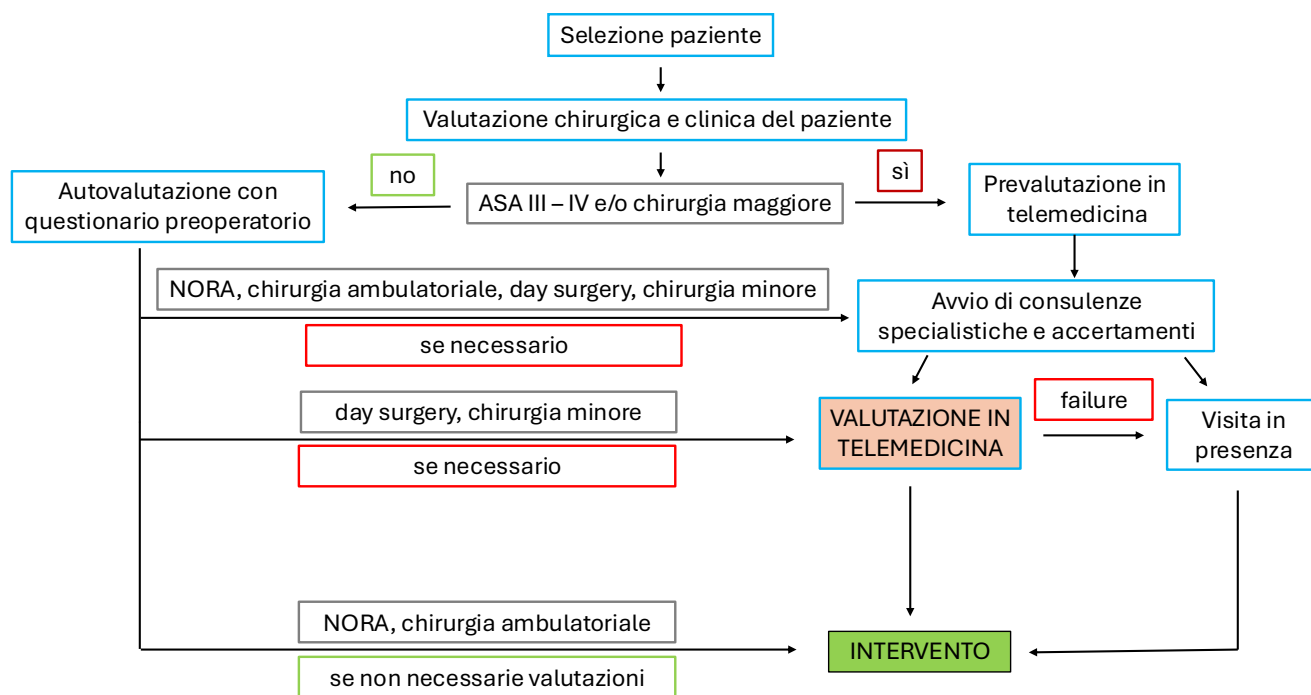 Selezione paziente
Valutazione chirurgica e clinica del paziente
no
sì
Autovalutazione con
questionario preoperatorio
ASA III – IV e/o chirurgia maggiore
Prevalutazione in
telemedicina
NORA, chirurgia ambulatoriale, day surgery, chirurgia minore
se necessario
Avvio di consulenze
specialistiche e accertamenti
day surgery, chirurgia minore
se necessario
VALUTAZIONE IN
TELEMEDICINA
failure
Visita in
presenza
NORA, chirurgia ambulatoriale
se non necessarie valutazioni
INTERVENTO